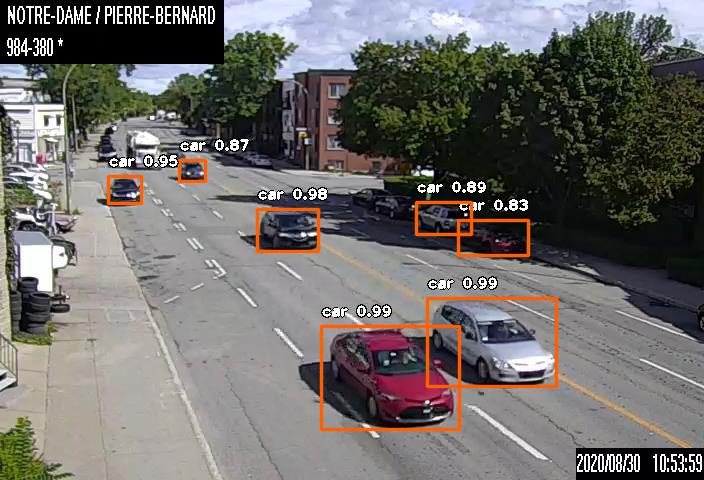 NOTRE-DAME / PIERRE-BERNARD
984-380 *
car 0.87
car 0.95
car 0.98
car 0.89
car 0.83
car 0.99
car 0.99
2020/08/30 10:53:59